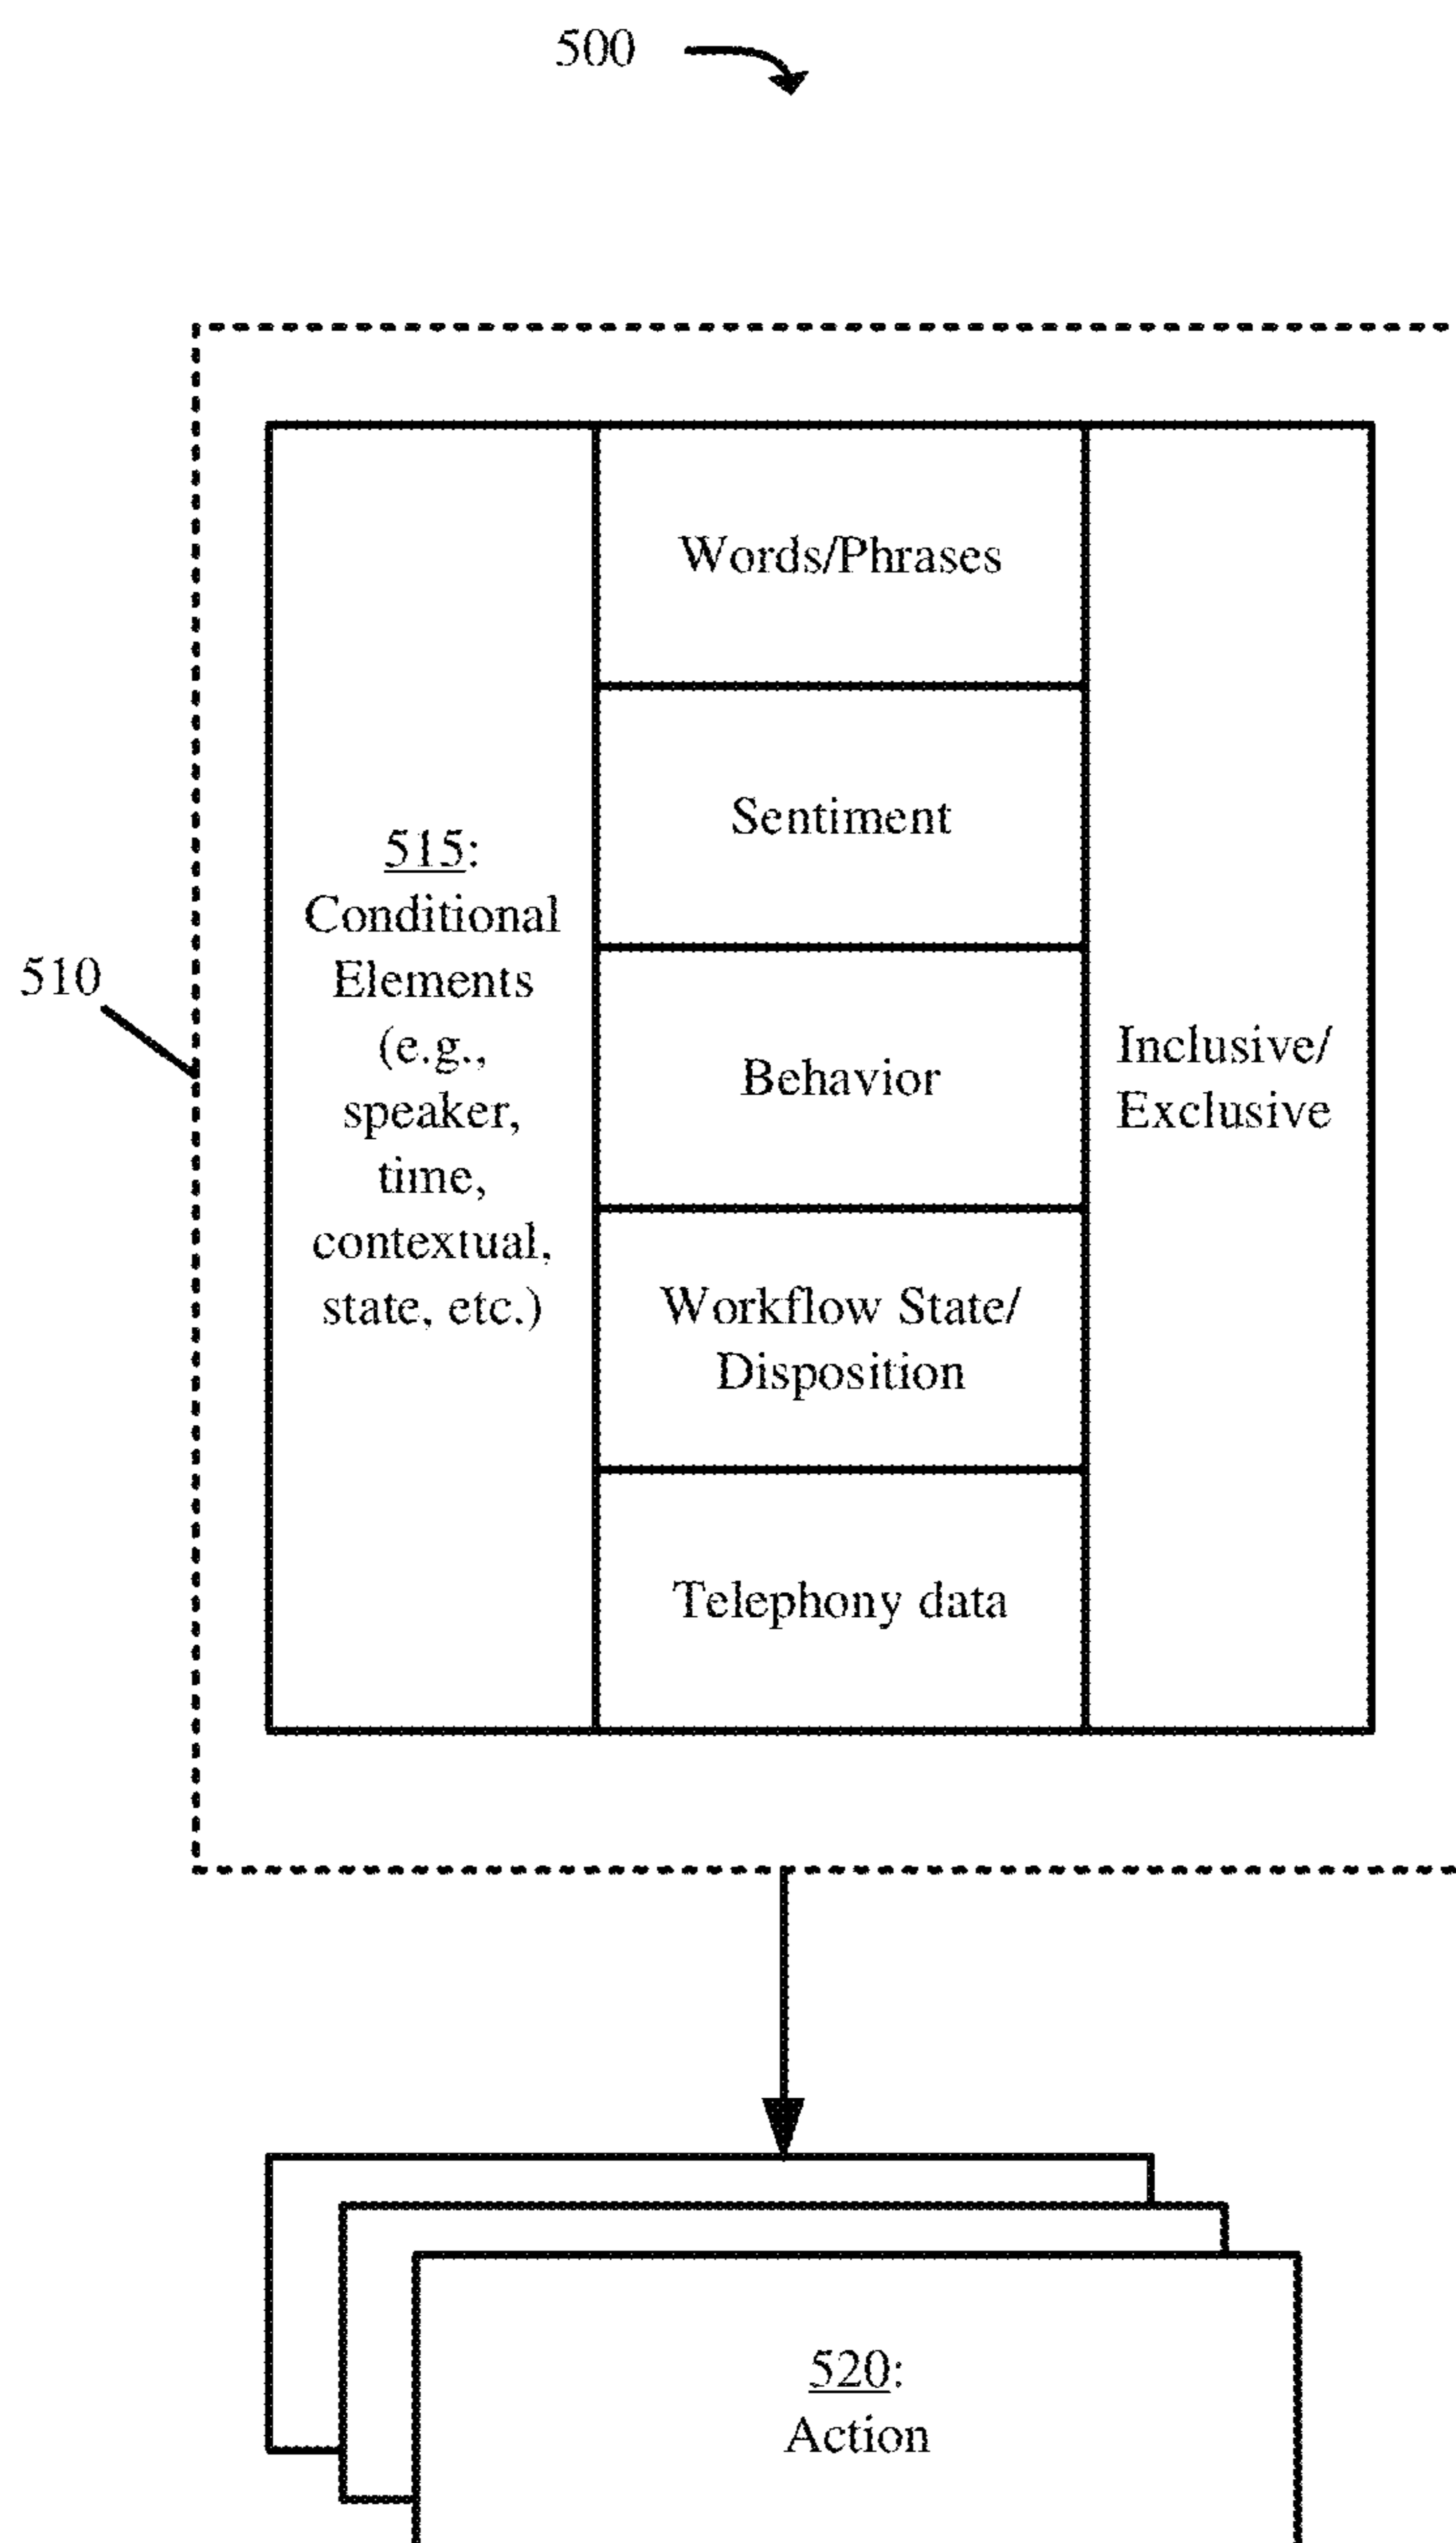 500
510
515:
Conditional
Elements
(e.g.,
speaker,
time,
contextual,
state, etc.)
Words/Phrases
Sentiment
Behavior
Workflow State/
Disposition
Telephony data
Inclusive/
Exclusive
520:
Action